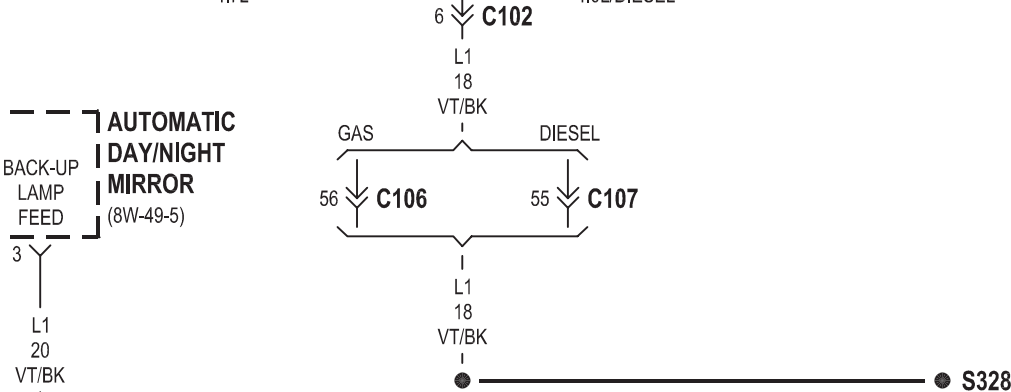 6 C102
L1
18
VT/BK
AUTOMATIC
DAY/NIGHT
MIRROR
(8W-49-5)
BACK-UP
LAMP
FEED
3
L1
20
VT/BK
GAS
DIESEL
56 C106
55 C107
L1
18
VT/BK
S328